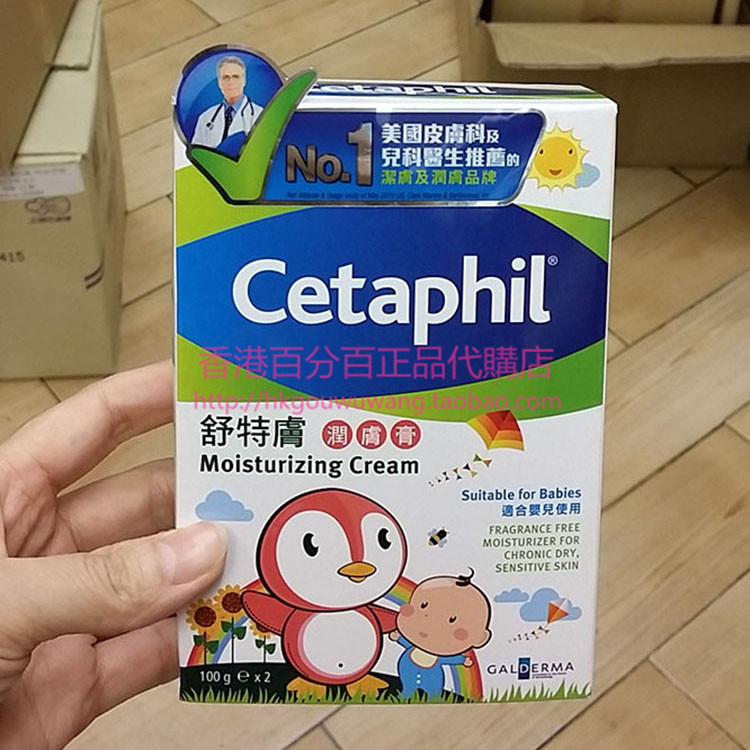 No.1
美國皮膚科及
兒科醫生推薦的
潔膚及潤膚品牌
Cetaphil®
香港百分百正品代購店
http://hkgouwuwang.taobao.com
舒特膚 潤膚膏
Moisturizing Cream
Suitable for Babies
適合嬰兒使用
FRAGRANCE FREE
MOISTURIZER FOR
CHRONIC DRY,
SENSITIVE SKIN
100 g ℮ x 2
GALDERMA
415